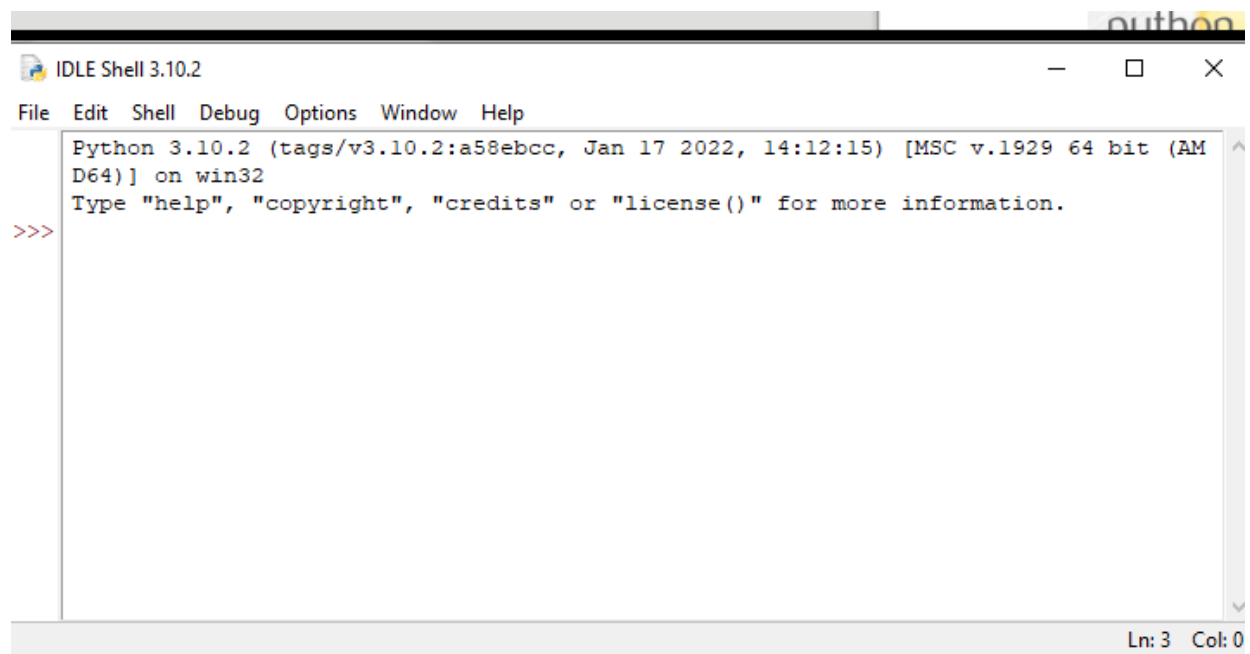 python
IDLE Shell 3.10.2
File Edit Shell Debug Options Window Help
Python 3.10.2 (tags/v3.10.2:a58ebcc, Jan 17 2022, 14:12:15) [MSC v.1929 64 bit (AM
D64)] on win32
Type "help", "copyright", "credits" or "license()" for more information.
>>>
Ln: 3 Col: 0